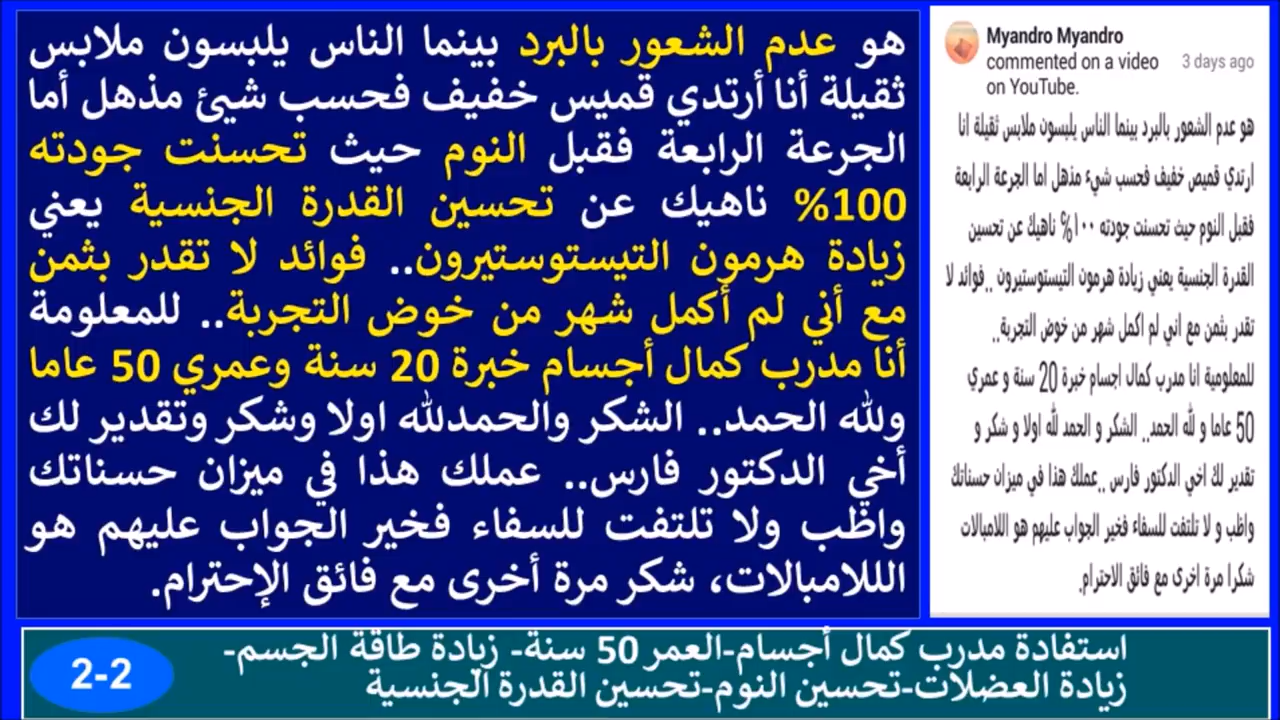 هو عدم الشعور بالبرد بينما الناس يلبسون ملابس
ثقيلة أنا أرتدي قميص خفيف فحسب شيئ مذهل أما
الجرعة الرابعة فقبل النوم حيث تحسنت جودته
100% ناهيك عن تحسين القدرة الجنسية يعني
زيادة هرمون التيستوستيرون.. فوائد لا تقدر بثمن
مع أني لم أكمل شهر من خوض التجربة.. للمعلومة
أنا مدرب كمال أجسام خبرة 20 سنة وعمري 50 عاما
ولله الحمد.. الشكر والحمدلله اولا وشكر وتقدير لك
أخي الدكتور فارس.. عملك هذا في ميزان حسناتك
واظب ولا تلتفت للسفاء فخير الجواب عليهم هو
الللامبالات، شكر مرة أخرى مع فائق الإحترام.
Myandro Myandro
commented on a video
3 days ago
on YouTube.
هو عدم الشعور بالبرد بينما الناس يلبسون ملابس ثقيلة انا
ارتدي قميص خفيف فحسب شيء مذهل اما الجرعة الرابعة
فقبل النوم حيث تحسنت جودته ١٠٠% ناهيك عن تحسين
القدرة الجنسية يعني زيادة هرمون التيستوستيرون ..فوائد لا
تقدر بثمن مع اني لم اكمل شهر من خوض التجربة..
للمعلومية انا مدرب كمال اجسام خبرة 20 سنة و عمري
50 عاما و لله الحمد.. الشكر و الحمد لله اولا و شكر و
تقدير لك اخي الدكتور فارس ..عملك هذا في ميزان حسناتك
واظب و لا تلتفت للسفاء فخير الجواب عليهم هو اللامبالات
شكرا مرة اخرى مع فائق الاحترام.
استفادة مدرب كمال أجسام-العمر 50 سنة- زيادة طاقة الجسم-
زيادة العضلات-تحسين النوم-تحسين القدرة الجنسية
2-2